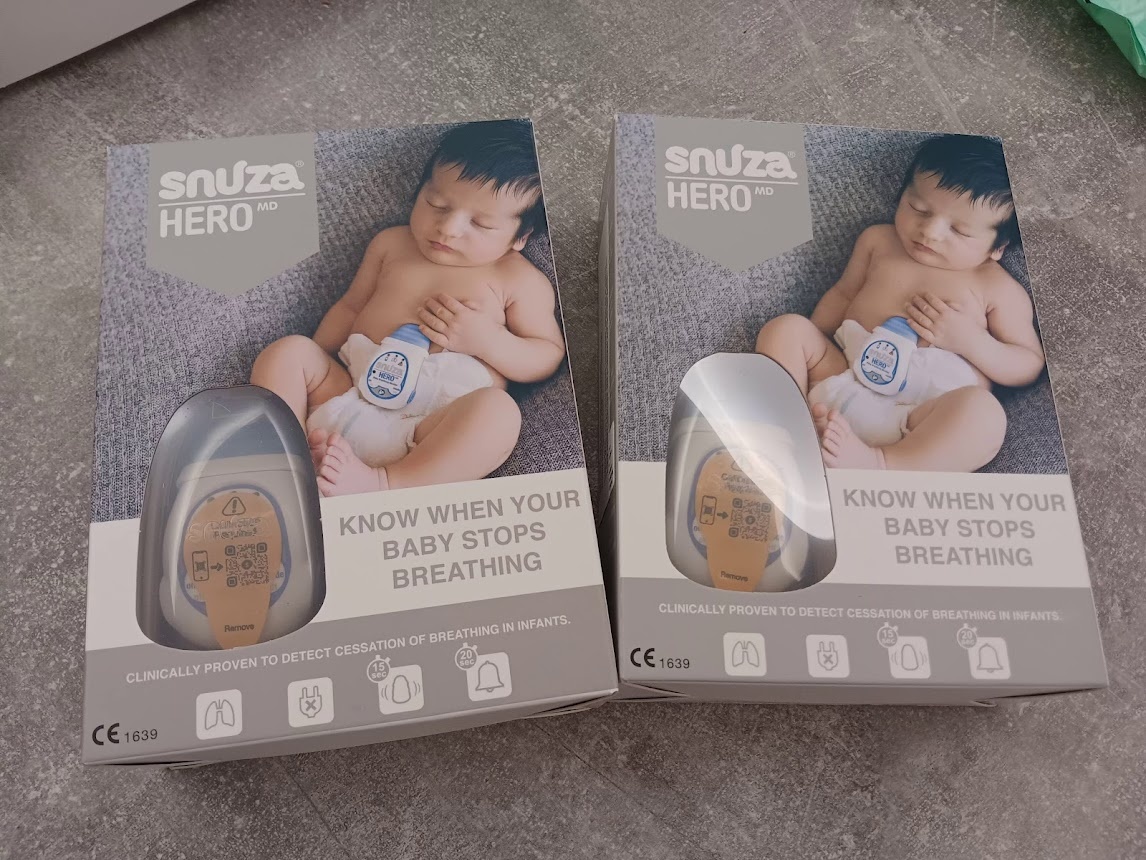 snuza®
HERO MD
HERO
Remove
KNOW WHEN YOUR
BABY STOPS
BREATHING
CLINICALLY PROVEN TO DETECT CESSATION OF BREATHING IN INFANTS.
15
sec
20
sec
CE 1639
snuza®
HERO MD
HERO
Remove
KNOW WHEN YOUR
BABY STOPS
BREATHING
CLINICALLY PROVEN TO DETECT CESSATION OF BREATHING IN INFANTS.
15
sec
20
sec
CE 1639